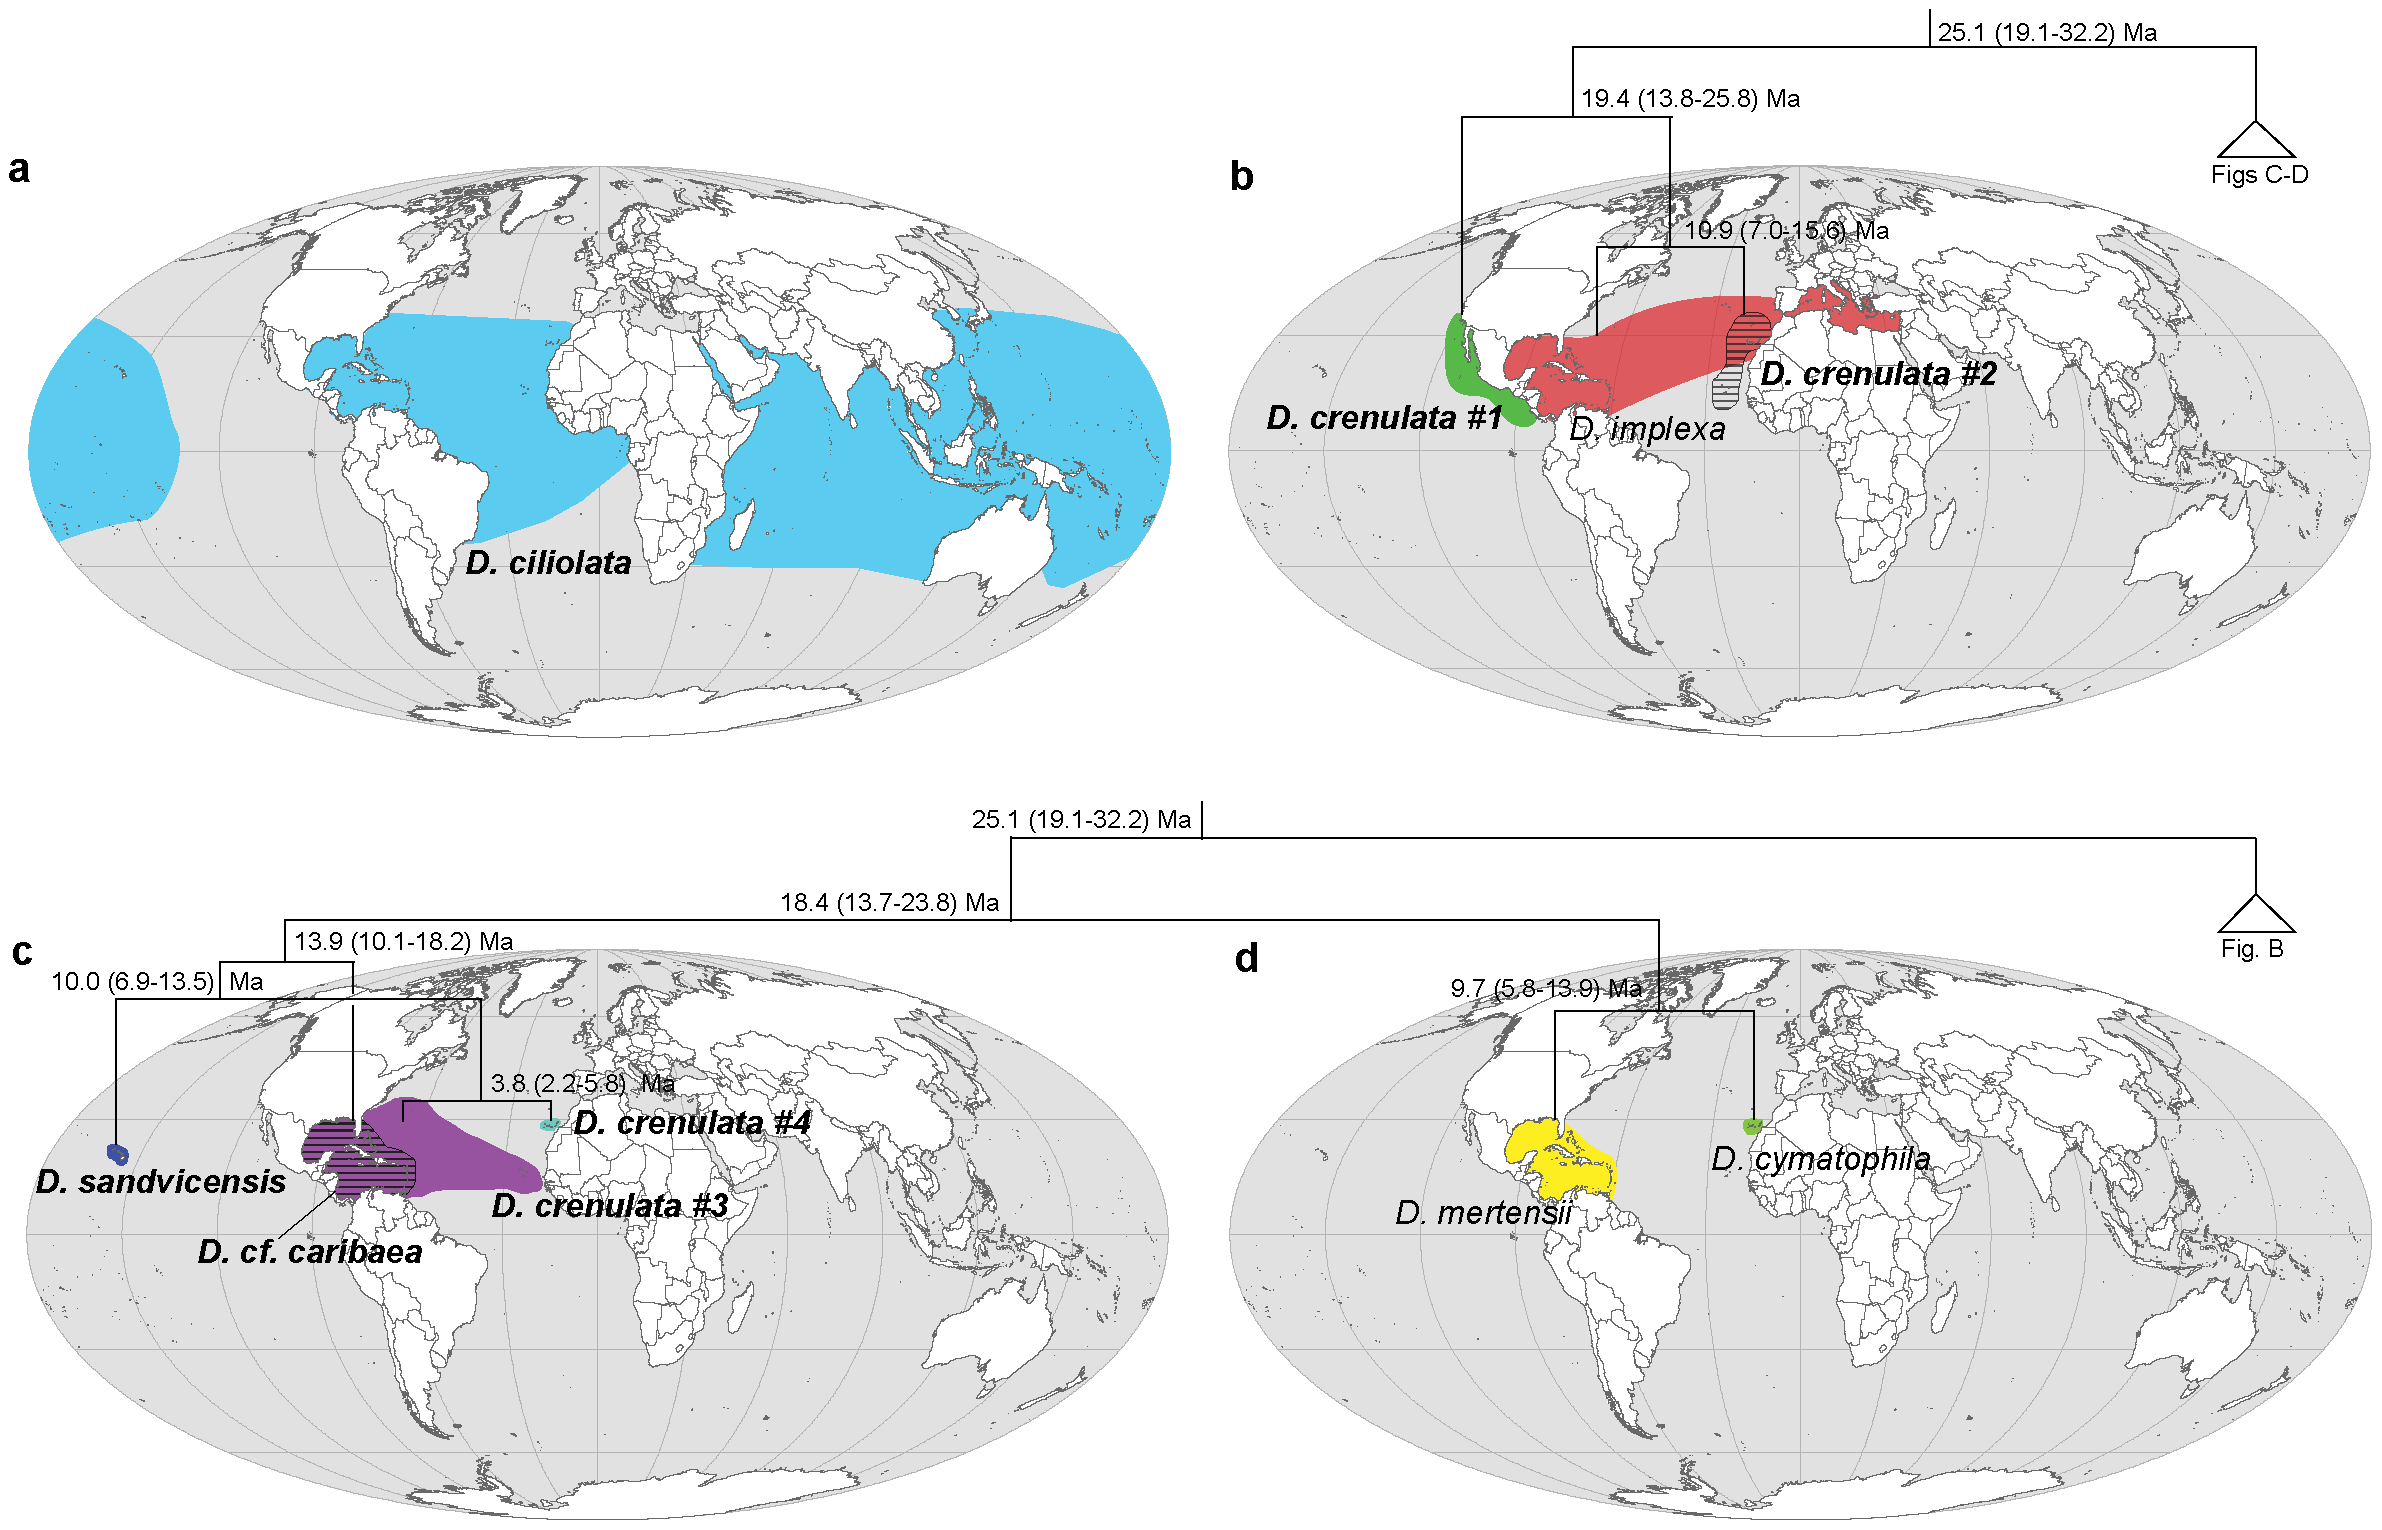 a
D. ciliolata
25.1 (19.1-32.2) Ma
19.4 (13.8-25.8) Ma
Figs C-D
b
10.9 (7.0-15.6) Ma
D. crenulata #2
D. crenulata #1
D. implexa
25.1 (19.1-32.2) Ma
18.4 (13.7-23.8) Ma
Fig. B
c
13.9 (10.1-18.2) Ma
10.0 (6.9-13.5) Ma
3.8 (2.2-5.8) Ma
D. crenulata #4
D. sandvicensis
D. crenulata #3
D. cf. caribaea
d
9.7 (5.8-13.9) Ma
D. cymatophila
D. mertensii